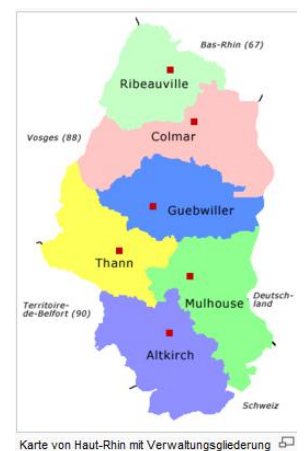 Bas-Rhin (67)
Ribeauville
Vosges (88)
Colmar
Guebwiller
Thann
Territoire-
de-Belfort (90)
Mulhouse
Deutsch-
land
Altkirch
Schweiz
Karte von Haut-Rhin mit Verwaltungsgliederung